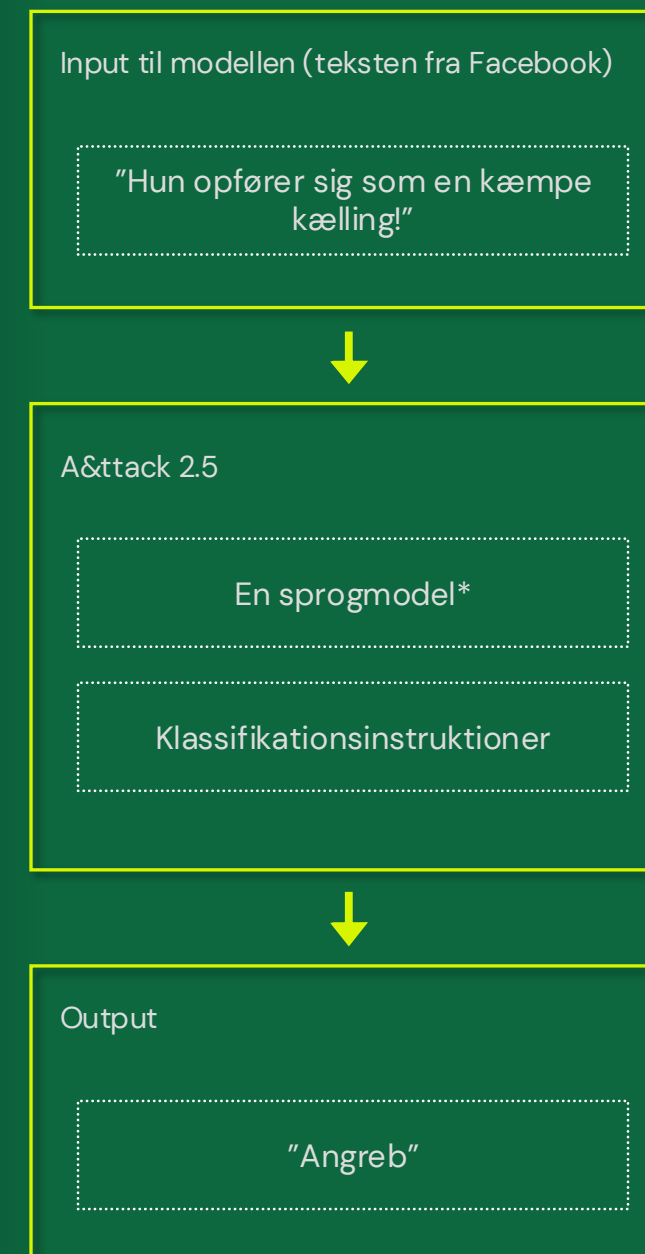 Input til modellen (teksten fra Facebook)
”Hun opfører sig som en kæmpe
kælling!”
A&ttack 2.5
En sprogmodel*
Klassifikationsinstruktioner
Output
”Angreb”